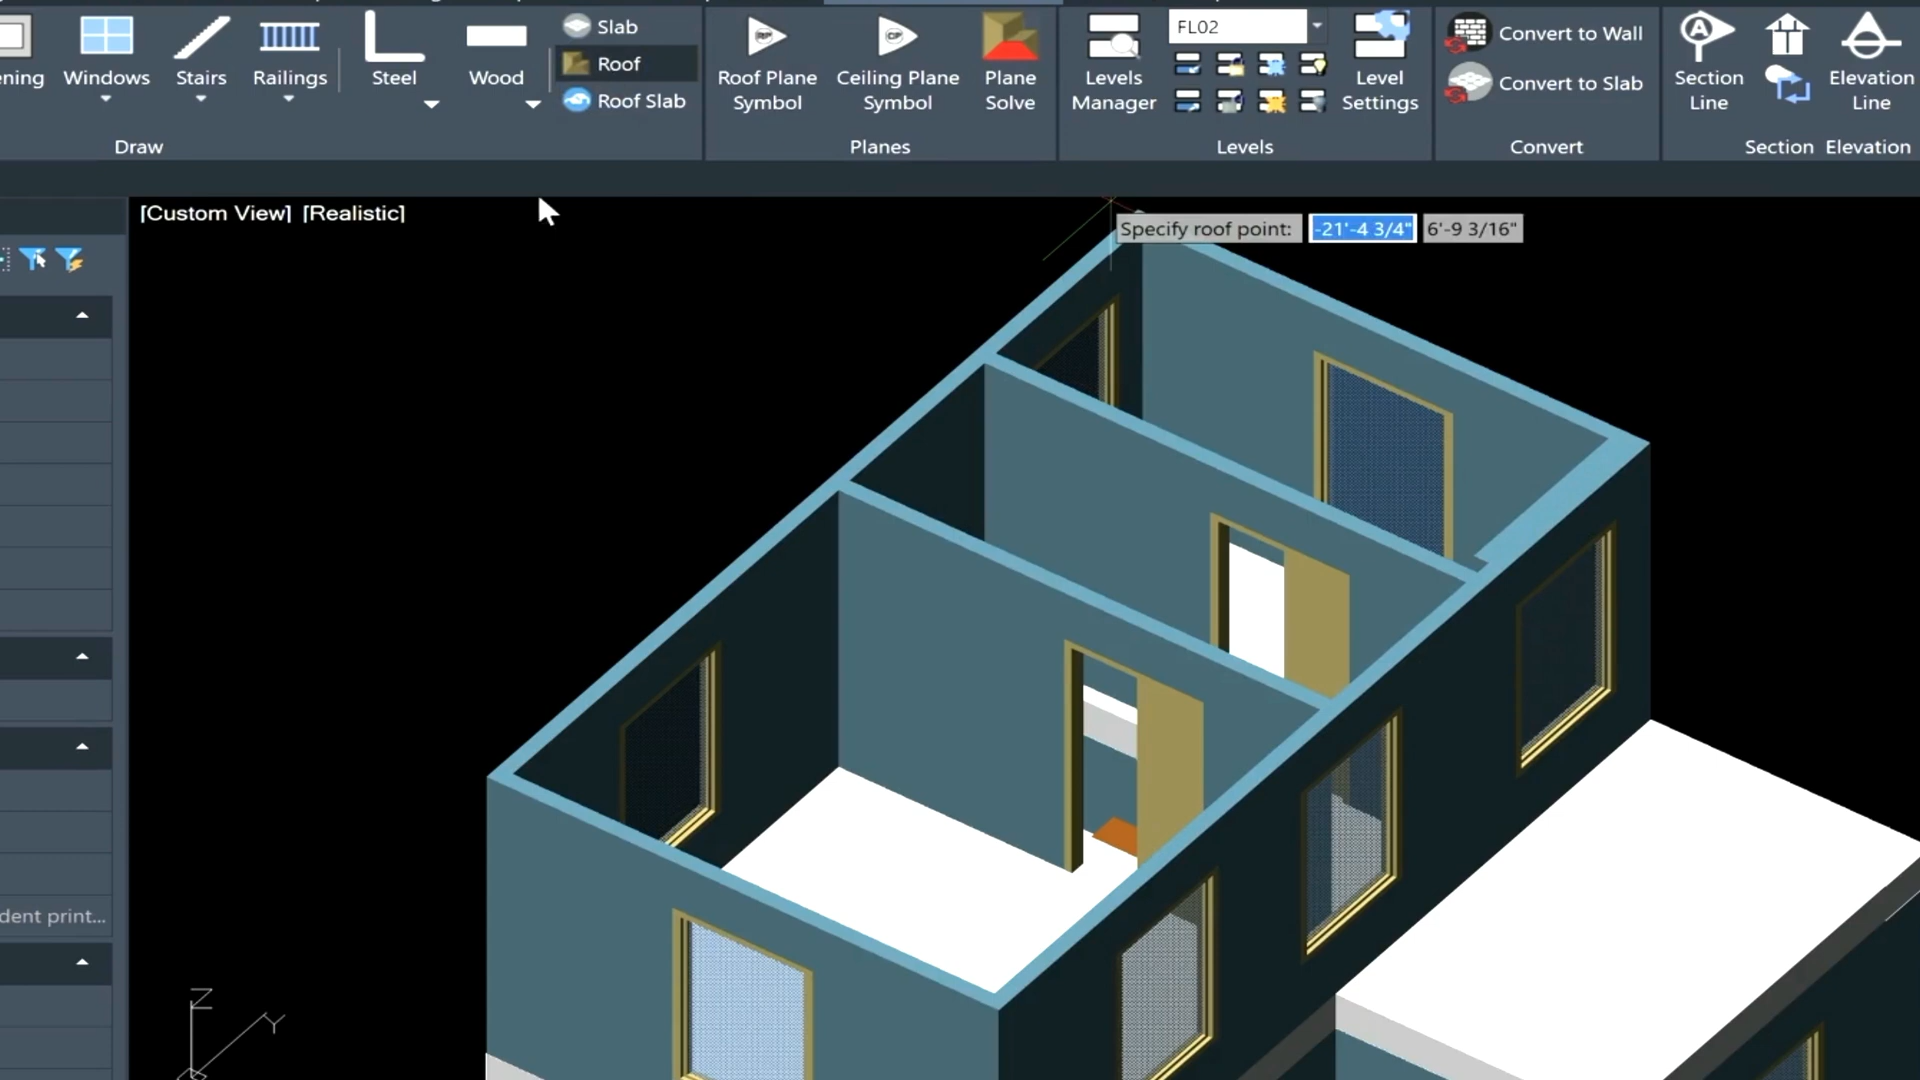 ening
Windows
Stairs
Railings
Steel
Wood
Slab
Roof
Roof Slab
Draw
RP
Roof Plane
Symbol
CP
Ceiling Plane
Symbol
Plane
Solve
Planes
Levels
Manager
FL02
Level
Settings
Levels
Convert to Wall
Convert to Slab
Convert
A
Section
Line
Elevation
Line
Section
Elevation
[Custom View] [Realistic]
Specify roof point: -21'-4 3/4" 6'-9 3/16"
dent print...
Z
Y